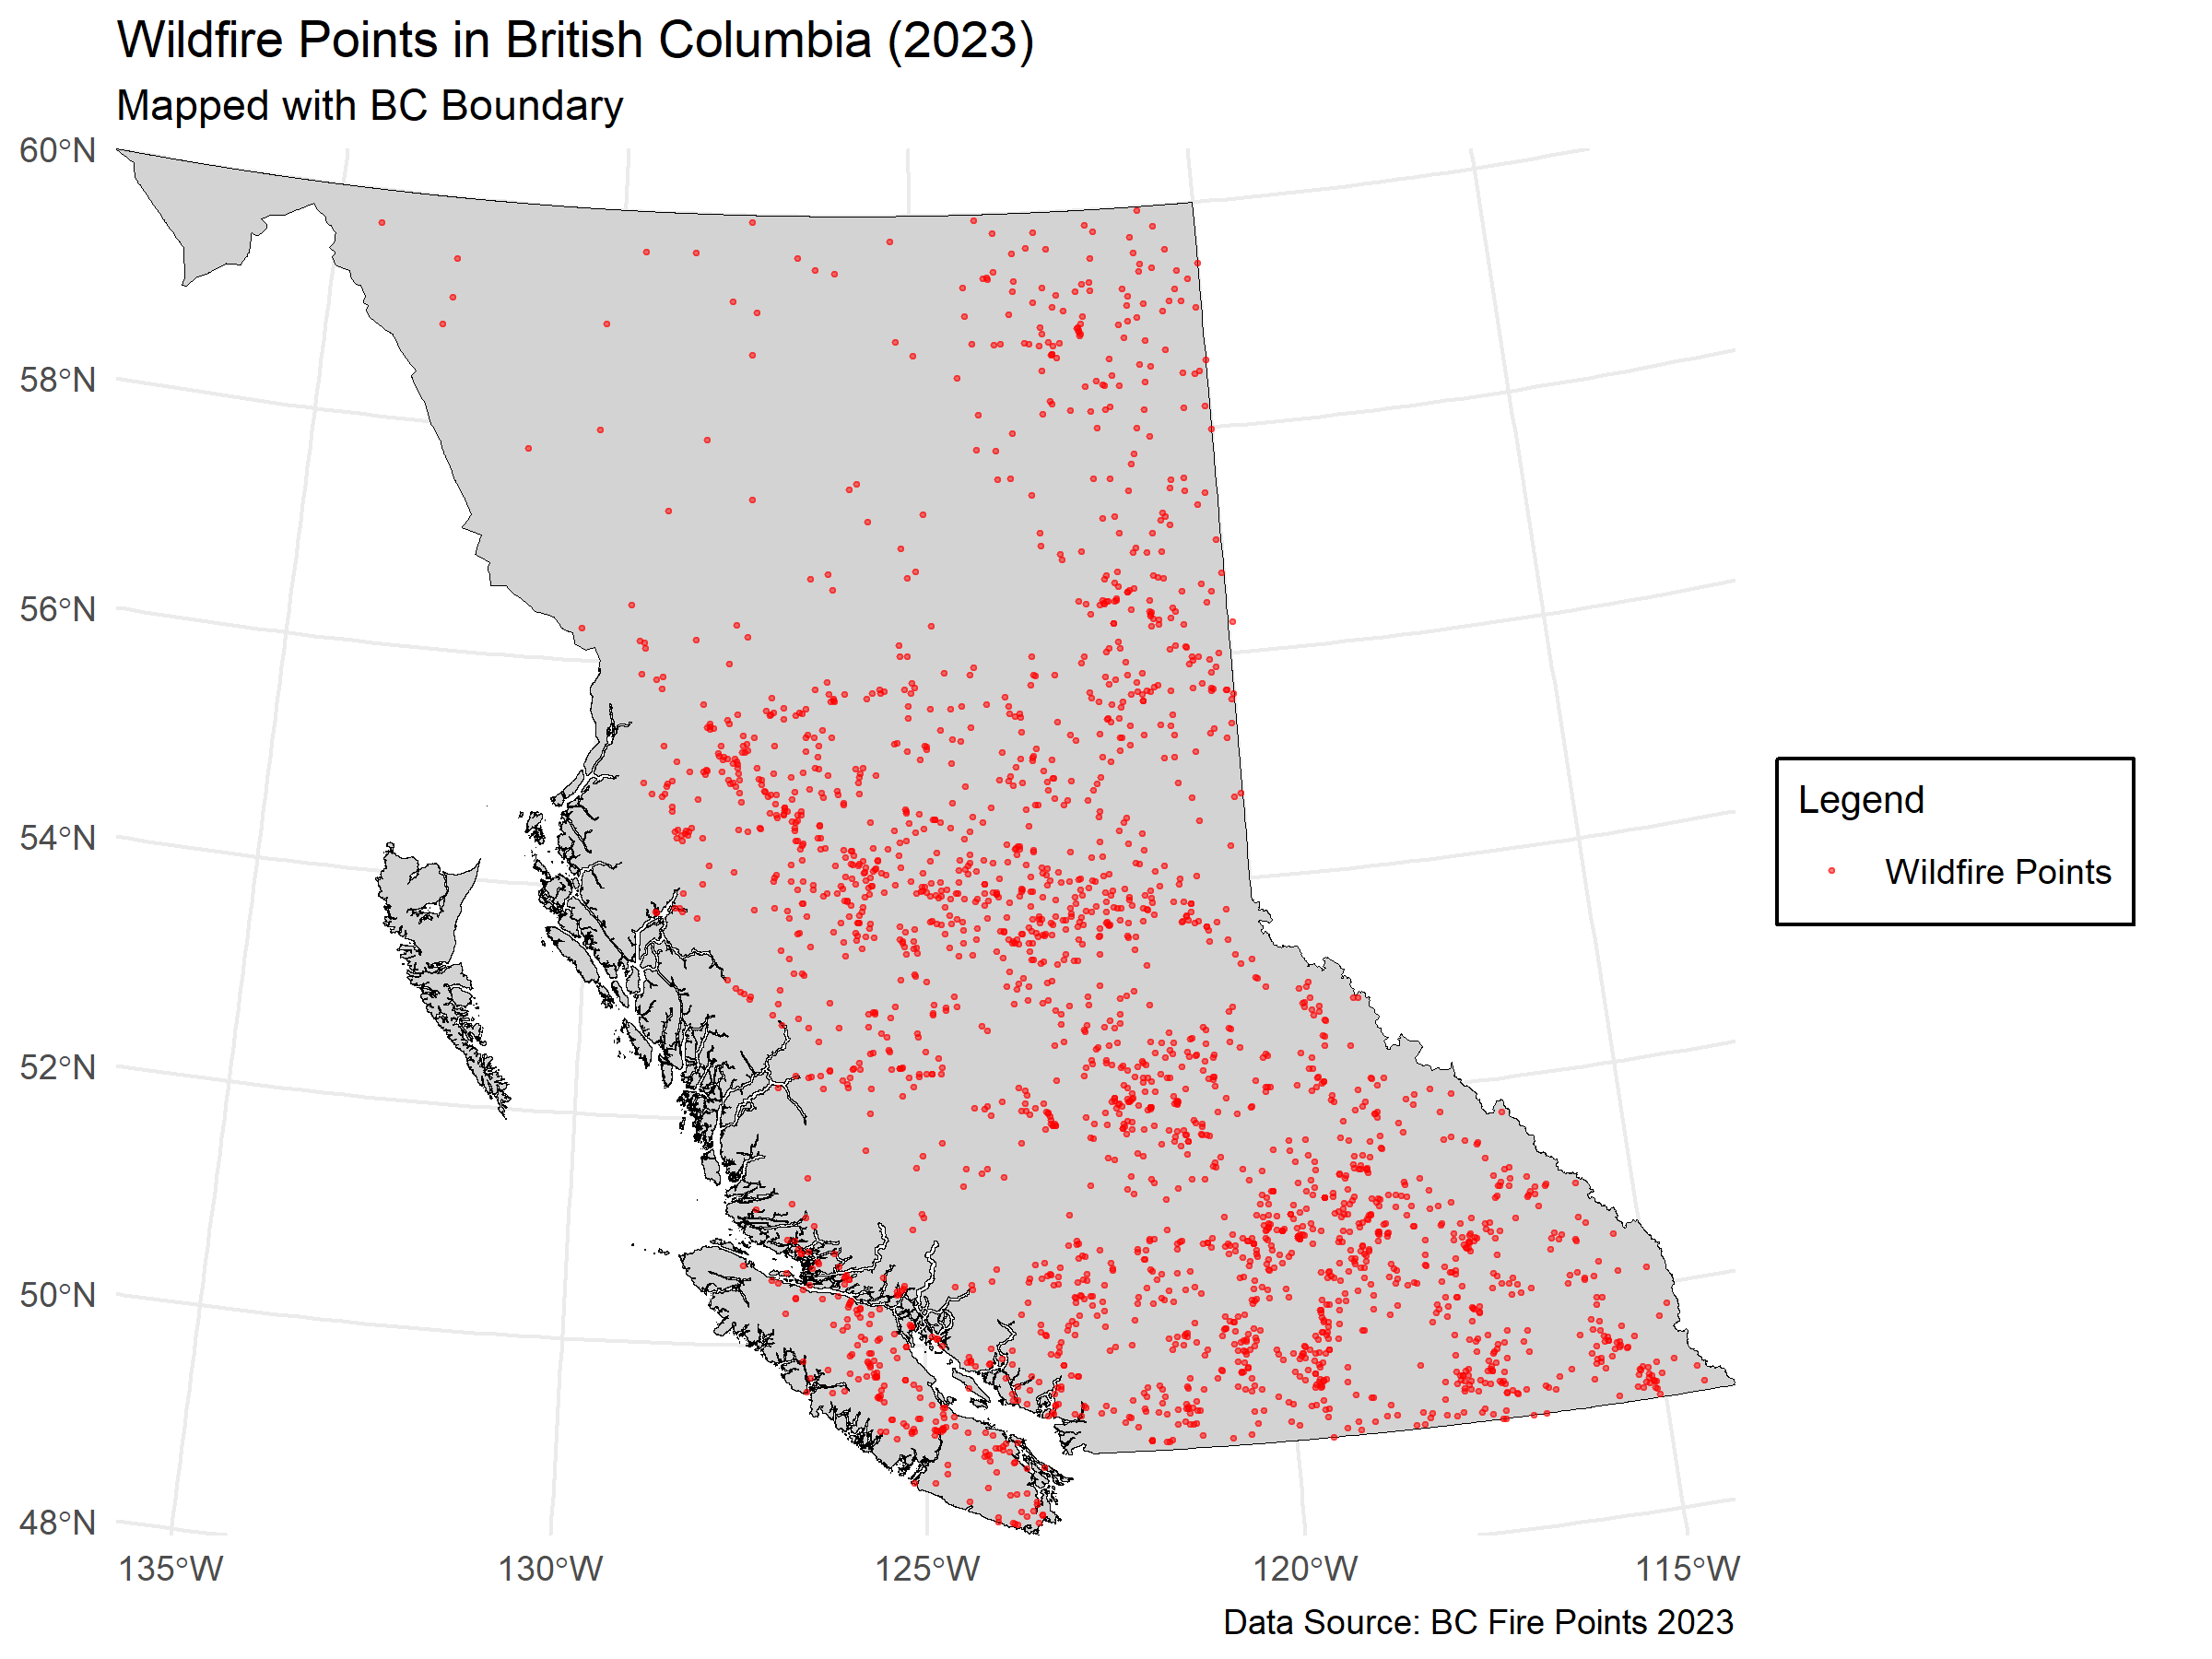 Wildfire Points in British Columbia (2023)
Mapped with BC Boundary
60°N
58°N
56°N
54°N
52°N
50°N
48°N
135°W
130°W
125°W
120°W
115°W
Legend
Wildfire Points
Data Source: BC Fire Points 2023